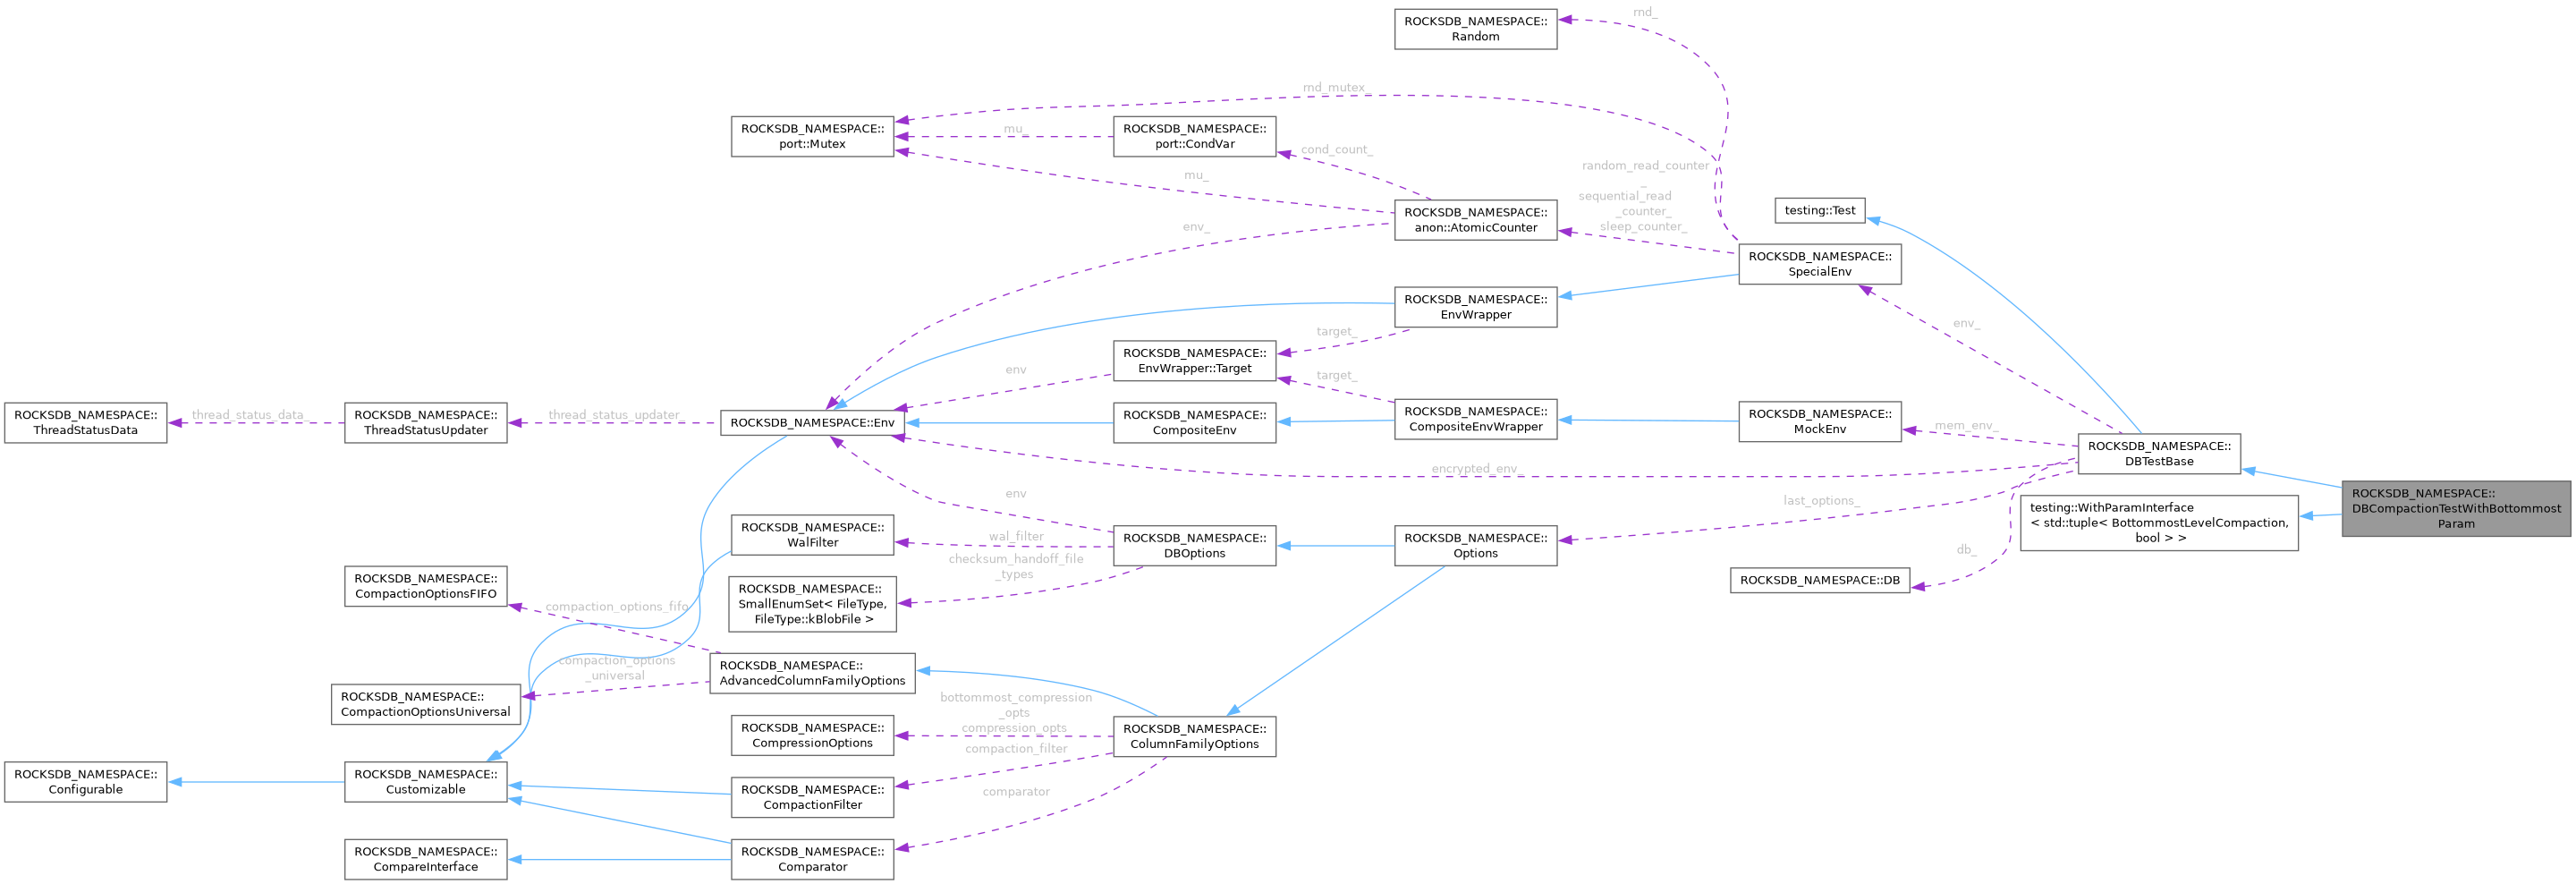 ROCKSDB_NAMESPACE::
Random
rnd_
rnd_mutex_
ROCKSDB_NAMESPACE::
port::Mutex
mu_
ROCKSDB_NAMESPACE::
port::CondVar
cond_count_
mu_
env_
ROCKSDB_NAMESPACE::
anon::AtomicCounter
random_read_counter
_
sequential_read
_counter_
sleep_counter_
testing::Test
ROCKSDB_NAMESPACE::
SpecialEnv
ROCKSDB_NAMESPACE::
EnvWrapper
target_
ROCKSDB_NAMESPACE::
EnvWrapper::Target
env
target_
env_
ROCKSDB_NAMESPACE::
ThreadStatusData
thread_status_data_
ROCKSDB_NAMESPACE::
ThreadStatusUpdater
thread_status_updater_
ROCKSDB_NAMESPACE::Env
ROCKSDB_NAMESPACE::
CompositeEnv
ROCKSDB_NAMESPACE::
CompositeEnvWrapper
ROCKSDB_NAMESPACE::
MockEnv
mem_env_
ROCKSDB_NAMESPACE::
DBTestBase
encrypted_env_
env
last_options_
db_
ROCKSDB_NAMESPACE::
DBCompactionTestWithBottommost
Param
testing::WithParamInterface
< std::tuple< BottommostLevelCompaction,
bool > >
ROCKSDB_NAMESPACE::
WalFilter
wal_filter
checksum_handoff_file
_types
ROCKSDB_NAMESPACE::
DBOptions
ROCKSDB_NAMESPACE::
Options
ROCKSDB_NAMESPACE::DB
ROCKSDB_NAMESPACE::
CompactionOptionsFIFO
compaction_options_fifo
ROCKSDB_NAMESPACE::
SmallEnumSet< FileType,
FileType::kBlobFile >
compaction_options
_universal
ROCKSDB_NAMESPACE::
AdvancedColumnFamilyOptions
ROCKSDB_NAMESPACE::
CompactionOptionsUniversal
bottommost_compression
_opts
compression_opts
ROCKSDB_NAMESPACE::
CompressionOptions
compaction_filter
comparator
ROCKSDB_NAMESPACE::
ColumnFamilyOptions
ROCKSDB_NAMESPACE::
Configurable
ROCKSDB_NAMESPACE::
Customizable
ROCKSDB_NAMESPACE::
CompactionFilter
ROCKSDB_NAMESPACE::
CompareInterface
ROCKSDB_NAMESPACE::
Comparator